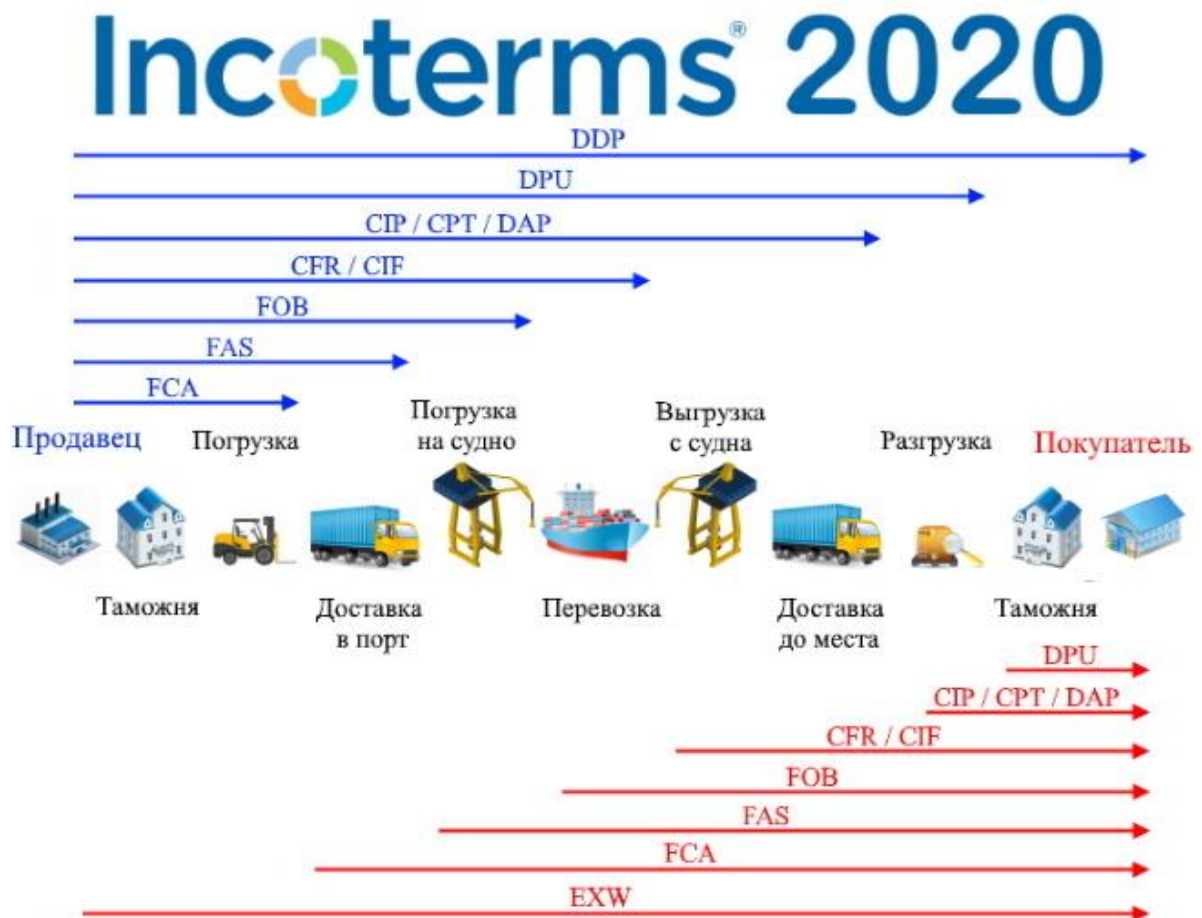 Incoterms® 2020
DDP
DPU
CIP / CPT / DAP
CFR / CIF
FOB
FAS
FCA
Продавец
Погрузка
Погрузка
на судно
Выгрузка
с судна
Разгрузка
Покупатель
Таможня
Доставка
в порт
Перевозка
Доставка
до места
Таможня
DPU
CIP / CPT / DAP
CFR / CIF
FOB
FAS
FCA
EXW